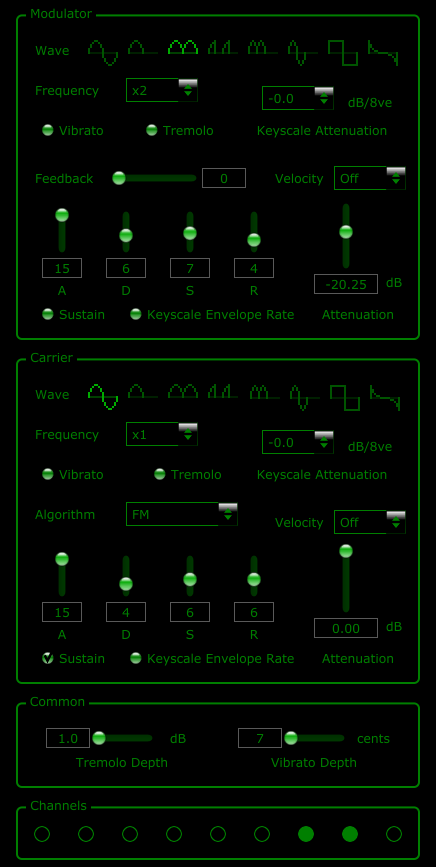 Modulator
Wave
Frequency x2 -0.0 dB/8ve
Vibrato Tremolo Keyscale Attenuation
Feedback 0 Velocity Off
15 6 7 4 -20.25 dB
A D S R
Sustain Keyscale Envelope Rate Attenuation
Carrier
Wave
Frequency x1 -0.0 dB/8ve
Vibrato Tremolo Keyscale Attenuation
Algorithm FM Velocity Off
15 4 6 6 0.00 dB
A D S R
Sustain Keyscale Envelope Rate Attenuation
Common
1.0 dB 7 cents
Tremolo Depth Vibrato Depth
Channels